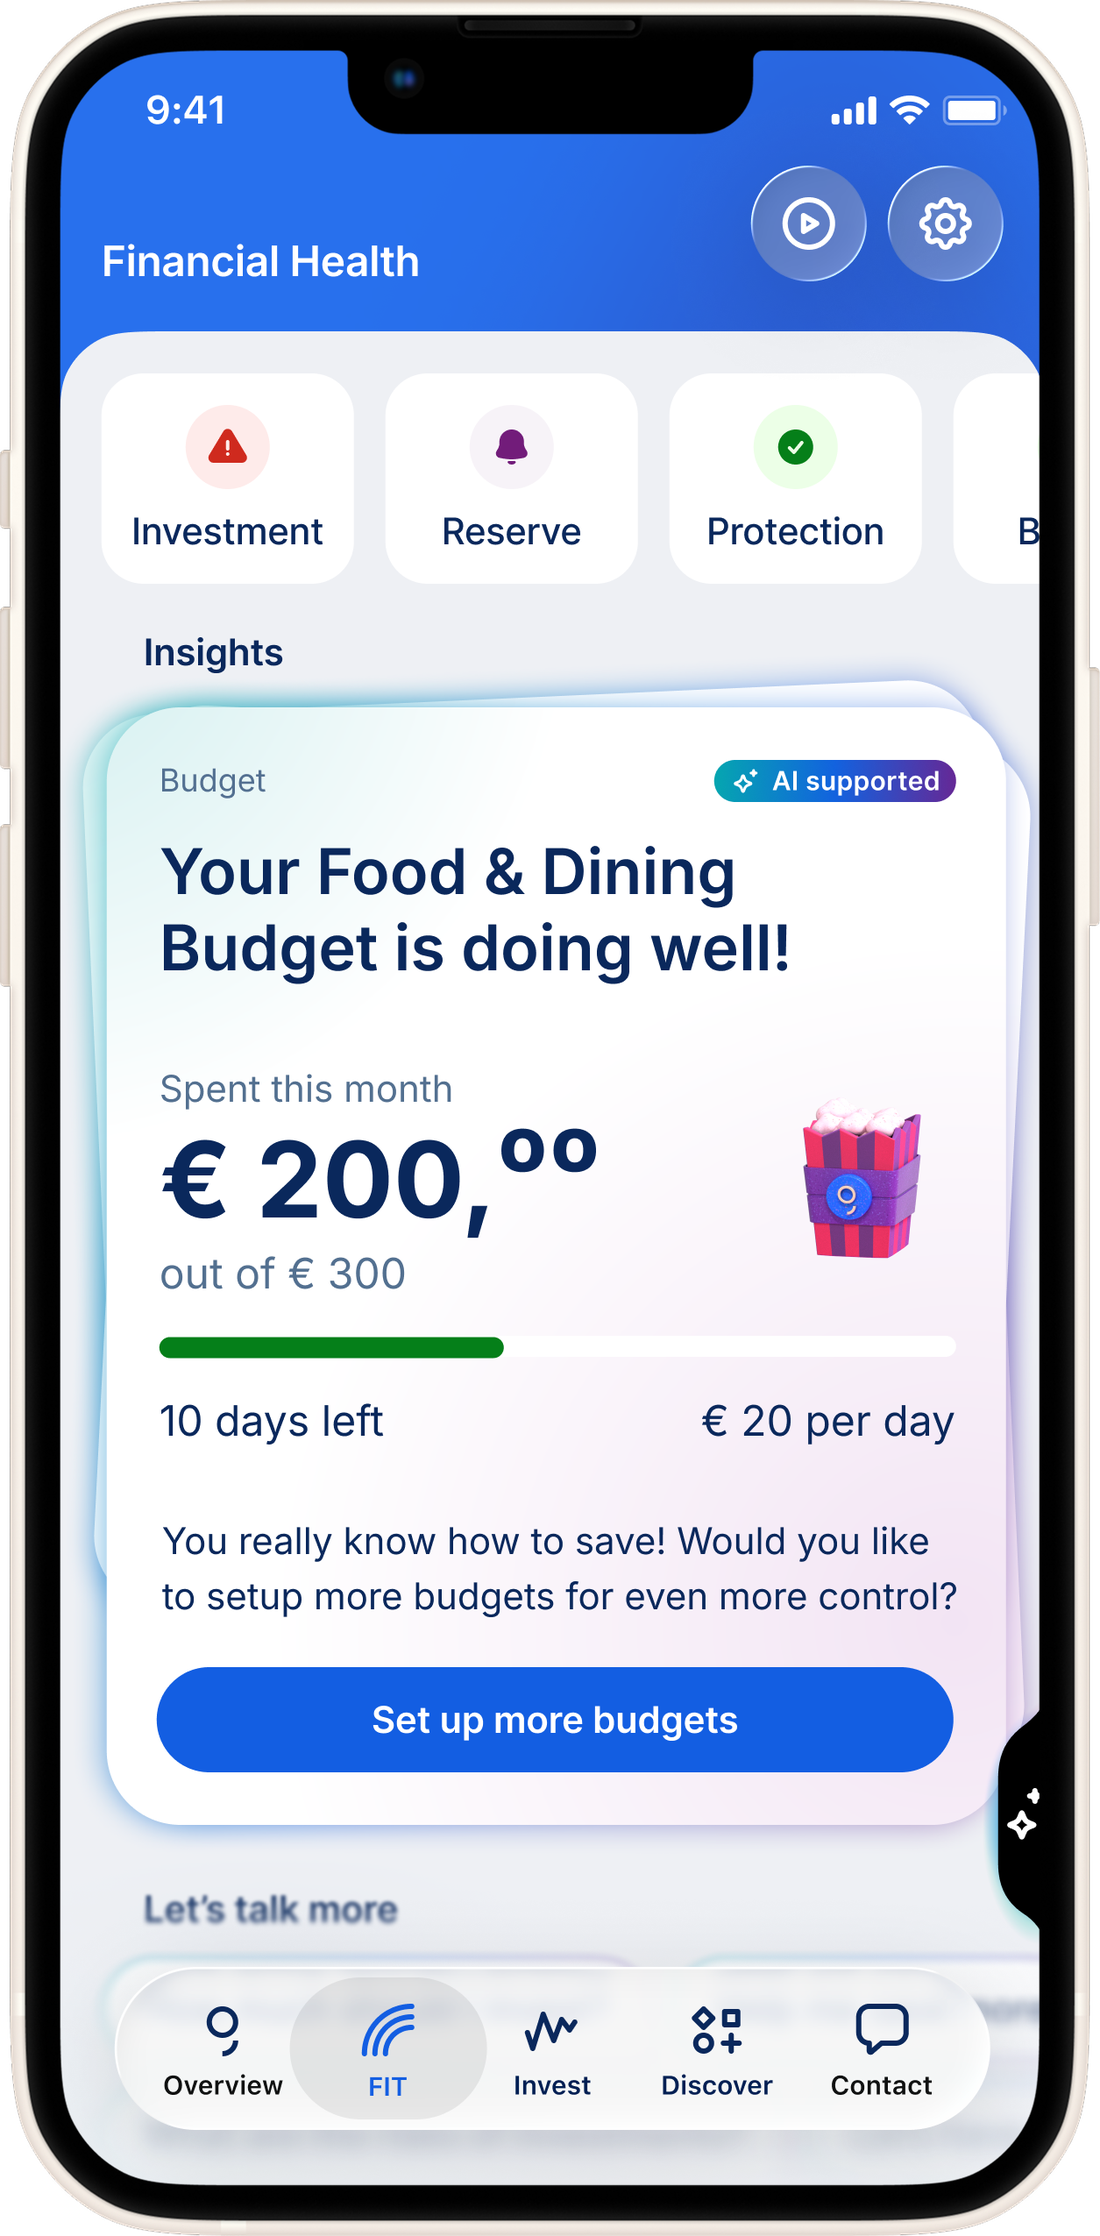 9:41
Financial Health
Investment
Reserve
Protection
B
Insights
Budget
AI supported
Your Food & Dining
Budget is doing well!
Spent this month
€ 200,⁰⁰
out of € 300
10 days left
€ 20 per day
You really know how to save! Would you like
to setup more budgets for even more control?
Set up more budgets
Let's talk more
Overview
FIT
Invest
Discover
Contact